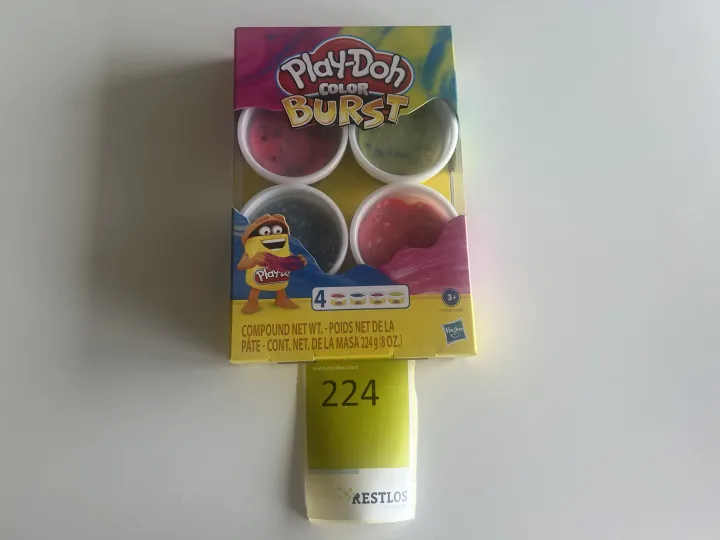 PLAY-DOH
COLOR
BURST
PLAY-D
4
3+
COMPOUND NET WT. - POIDS NET DE LA
PÂTE - CONT. NET. DE LA MASA 224 g (8 OZ.)
Hasbro
224
RESTLOS